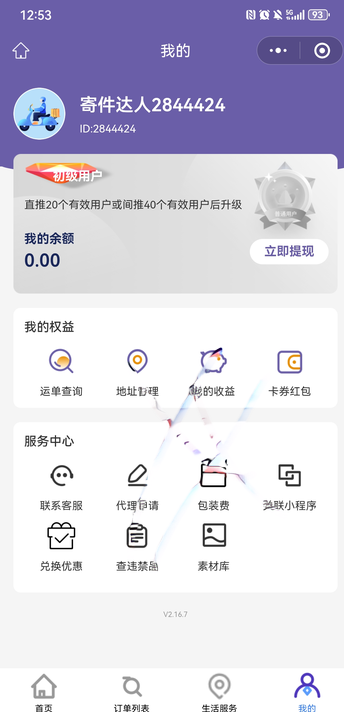 12:53
5G
93
我的
寄件达人2844424
ID:2844424
初级用户
直推20个有效用户或间推40个有效用户后升级
普通用户
我的余额
0.00
立即提现
我的权益
运单查询 地址管理 的收益 卡券红包
服务中心
联系客服 代理申请 包装费 关联小程序
兑换优惠 查违禁品 素材库
V2.16.7
首页 订单列表 生活服务 我的